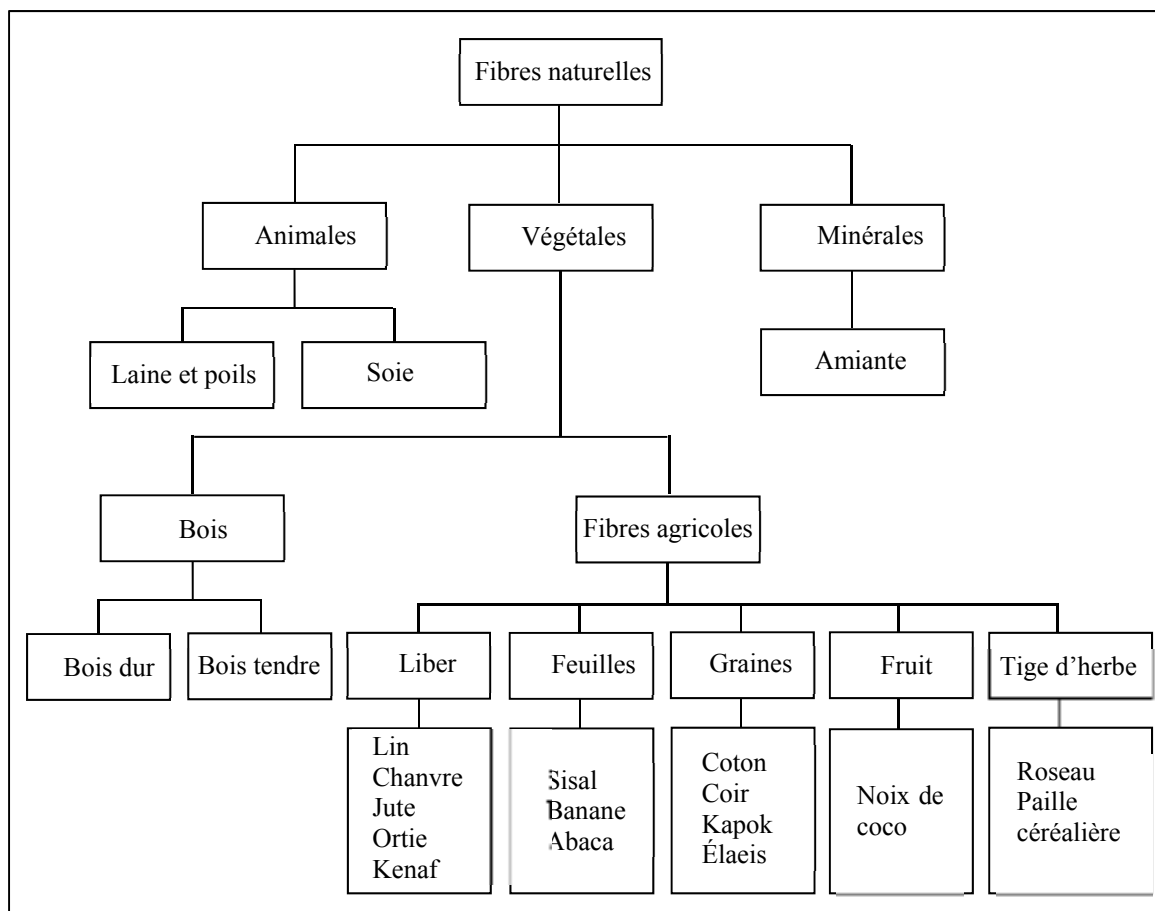 Fibres naturelles
Animales
Végétales
Minérales
Laine et poils
Soie
Amiante
Bois
Fibres agricoles
Bois dur
Bois tendre
Liber
Feuilles
Graines
Fruit
Tige d’herbe
Lin
Chanvre
Jute
Ortie
Kenaf
Sisal
Banane
Abaca
Coton
Coir
Kapok
Élaeis
Noix de
coco
Roseau
Paille
céréalière